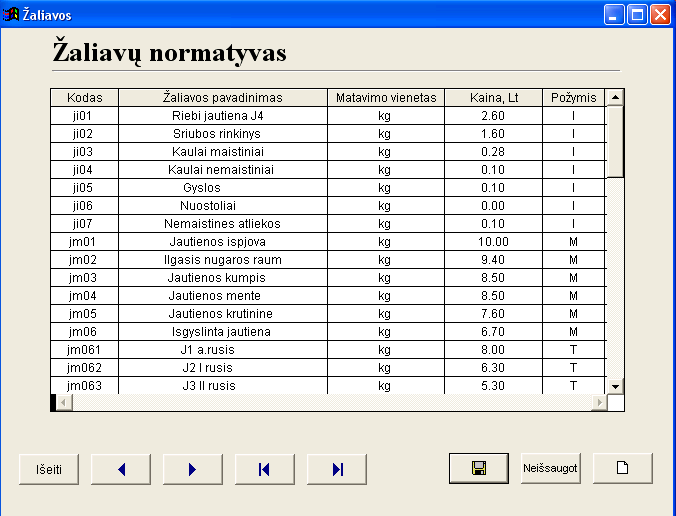 Žaliavos
Žaliavų normatyvas
Kodas Žaliavos pavadinimas Matavimo vienetas Kaina, Lt Požymis
ji01 Riebi jautiena J4 kg 2.60 I
ji02 Sriubos rinkinys kg 1.60 I
ji03 Kaulai maistiniai kg 0.28 I
ji04 Kaulai nemaistiniai kg 0.10 I
ji05 Gyslos kg 0.10 I
ji06 Nuostoliai kg 0.00 I
ji07 Nemaistines atliekos kg 0.10 I
jm01 Jautienos ispjova kg 10.00 M
jm02 Ilgasis nugaros raum kg 9.40 M
jm03 Jautienos kumpis kg 8.50 M
jm04 Jautienos mente kg 8.50 M
jm05 Jautienos krutinine kg 7.60 M
jm06 Isgyslinta jautiena kg 6.70 M
jm061 J1 a.rusis kg 8.00 T
jm062 J2 I rusis kg 6.30 T
jm063 J3 II rusis kg 5.30 T
Išeiti Neišsaugot